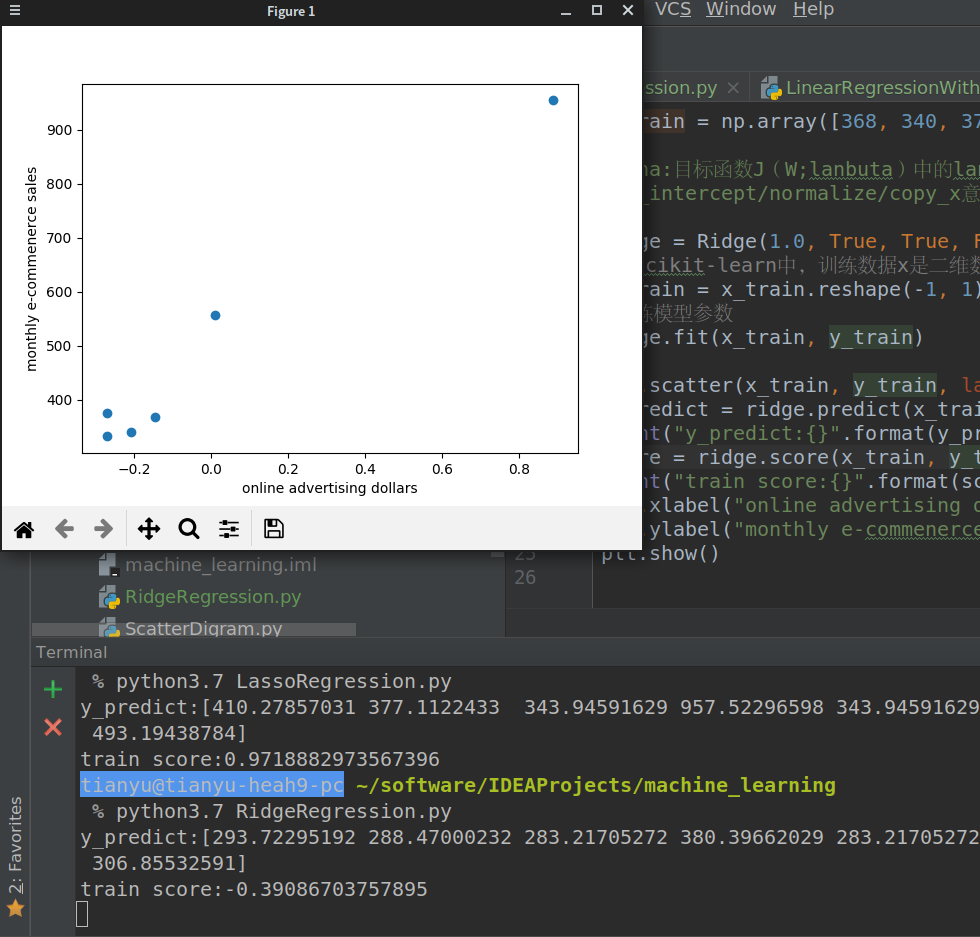 Figure 1
VCS Window Help
ssion.py
LinearRegressionWith
rain = np.array([368, 340, 37
na:目标函数J（W;lanbuta）中的lan
_intercept/normalize/copy_x意
ge = Ridge(1.0, True, True, F
cikit-learn中, 训练数据x是二维数
rain = x_train.reshape(-1, 1)
练模型参数
ge.fit(x_train, y_train)
.scatter(x_train, y_train, la
redict = ridge.predict(x_trai
nt("y_predict:{}".format(y_pr
re = ridge.score(x_train, y_t
nt("train score:{}".format(sc
.xlabel("online advertising d
.ylabel("monthly e-commenerce
plt.show()
25
26
900
800
700
600
500
400
monthly e-commenerce sales
−0.2 0.0 0.2 0.4 0.6 0.8
online advertising dollars
machine_learning.iml
RidgeRegression.py
ScatterDigram.py
Terminal
% python3.7 LassoRegression.py
y_predict:[410.27857031 377.1122433 343.94591629 957.52296598 343.94591629
493.19438784]
train score:0.9718882973567396
tianyu@tianyu-heah9-pc ~/software/IDEAProjects/machine_learning
% python3.7 RidgeRegression.py
y_predict:[293.72295192 288.47000232 283.21705272 380.39662029 283.21705272
306.85532591]
train score:-0.39086703757895
2: Favorites